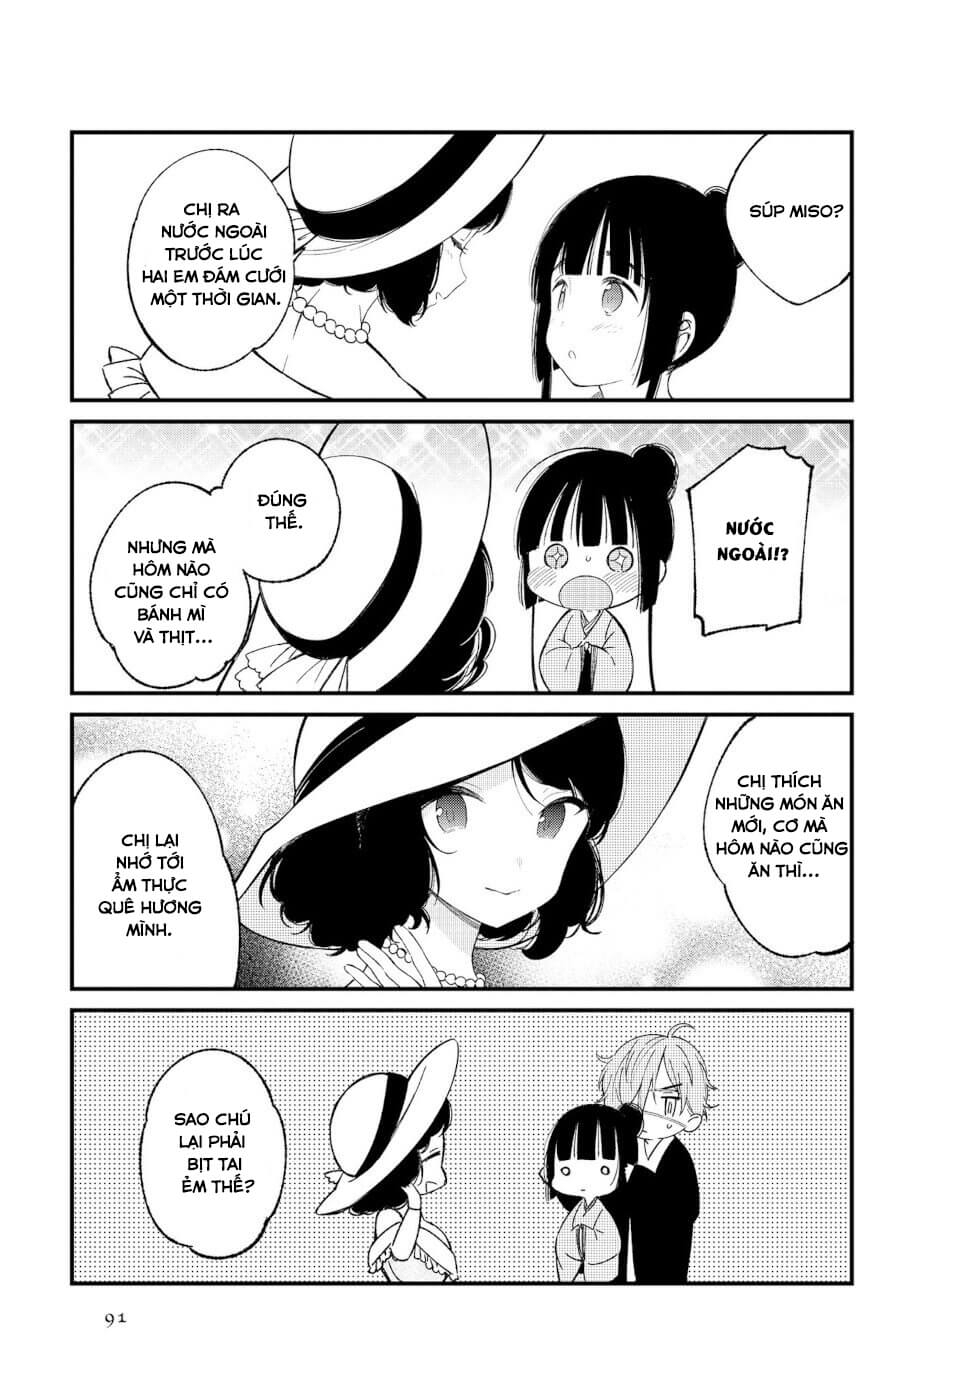 SÚP MISO?
CHỊ RA
NƯỚC NGOÀI
TRƯỚC LÚC
HAI EM ĐÁM CƯỚI
MỘT THỜI GIAN.
NƯỚC
NGOÀI!?
ĐÚNG
THẾ.
NHƯNG MÀ
HÔM NÀO
CŨNG CHỈ CÓ
BÁNH MÌ
VÀ THỊT...
CHỊ THÍCH
NHỮNG MÓN ĂN
MỚI, CƠ MÀ
HÔM NÀO CŨNG
ĂN THÌ...
CHỊ LẠI
NHỚ TỚI
ẨM THỰC
QUÊ HƯƠNG
MÌNH.
SAO CHÚ
LẠI PHẢI
BỊT TAI
ẺM THẾ?
91